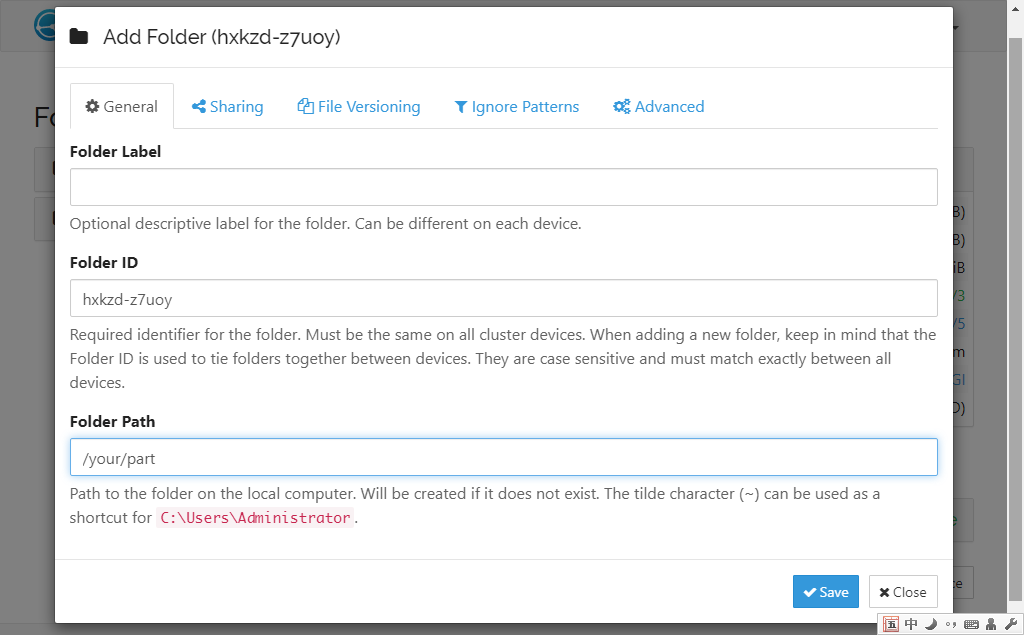 Add Folder (hxkzd-z7uoy)
General
Sharing
File Versioning
Ignore Patterns
Advanced
Folder Label
Optional descriptive label for the folder. Can be different on each device.
Folder ID
hxkzd-z7uoy
Required identifier for the folder. Must be the same on all cluster devices. When adding a new folder, keep in mind that the
Folder ID is used to tie folders together between devices. They are case sensitive and must match exactly between all
devices.
Folder Path
/your/part
Path to the folder on the local computer. Will be created if it does not exist. The tilde character (~) can be used as a
shortcut for C:\Users\Administrator.
Save
Close
五 中